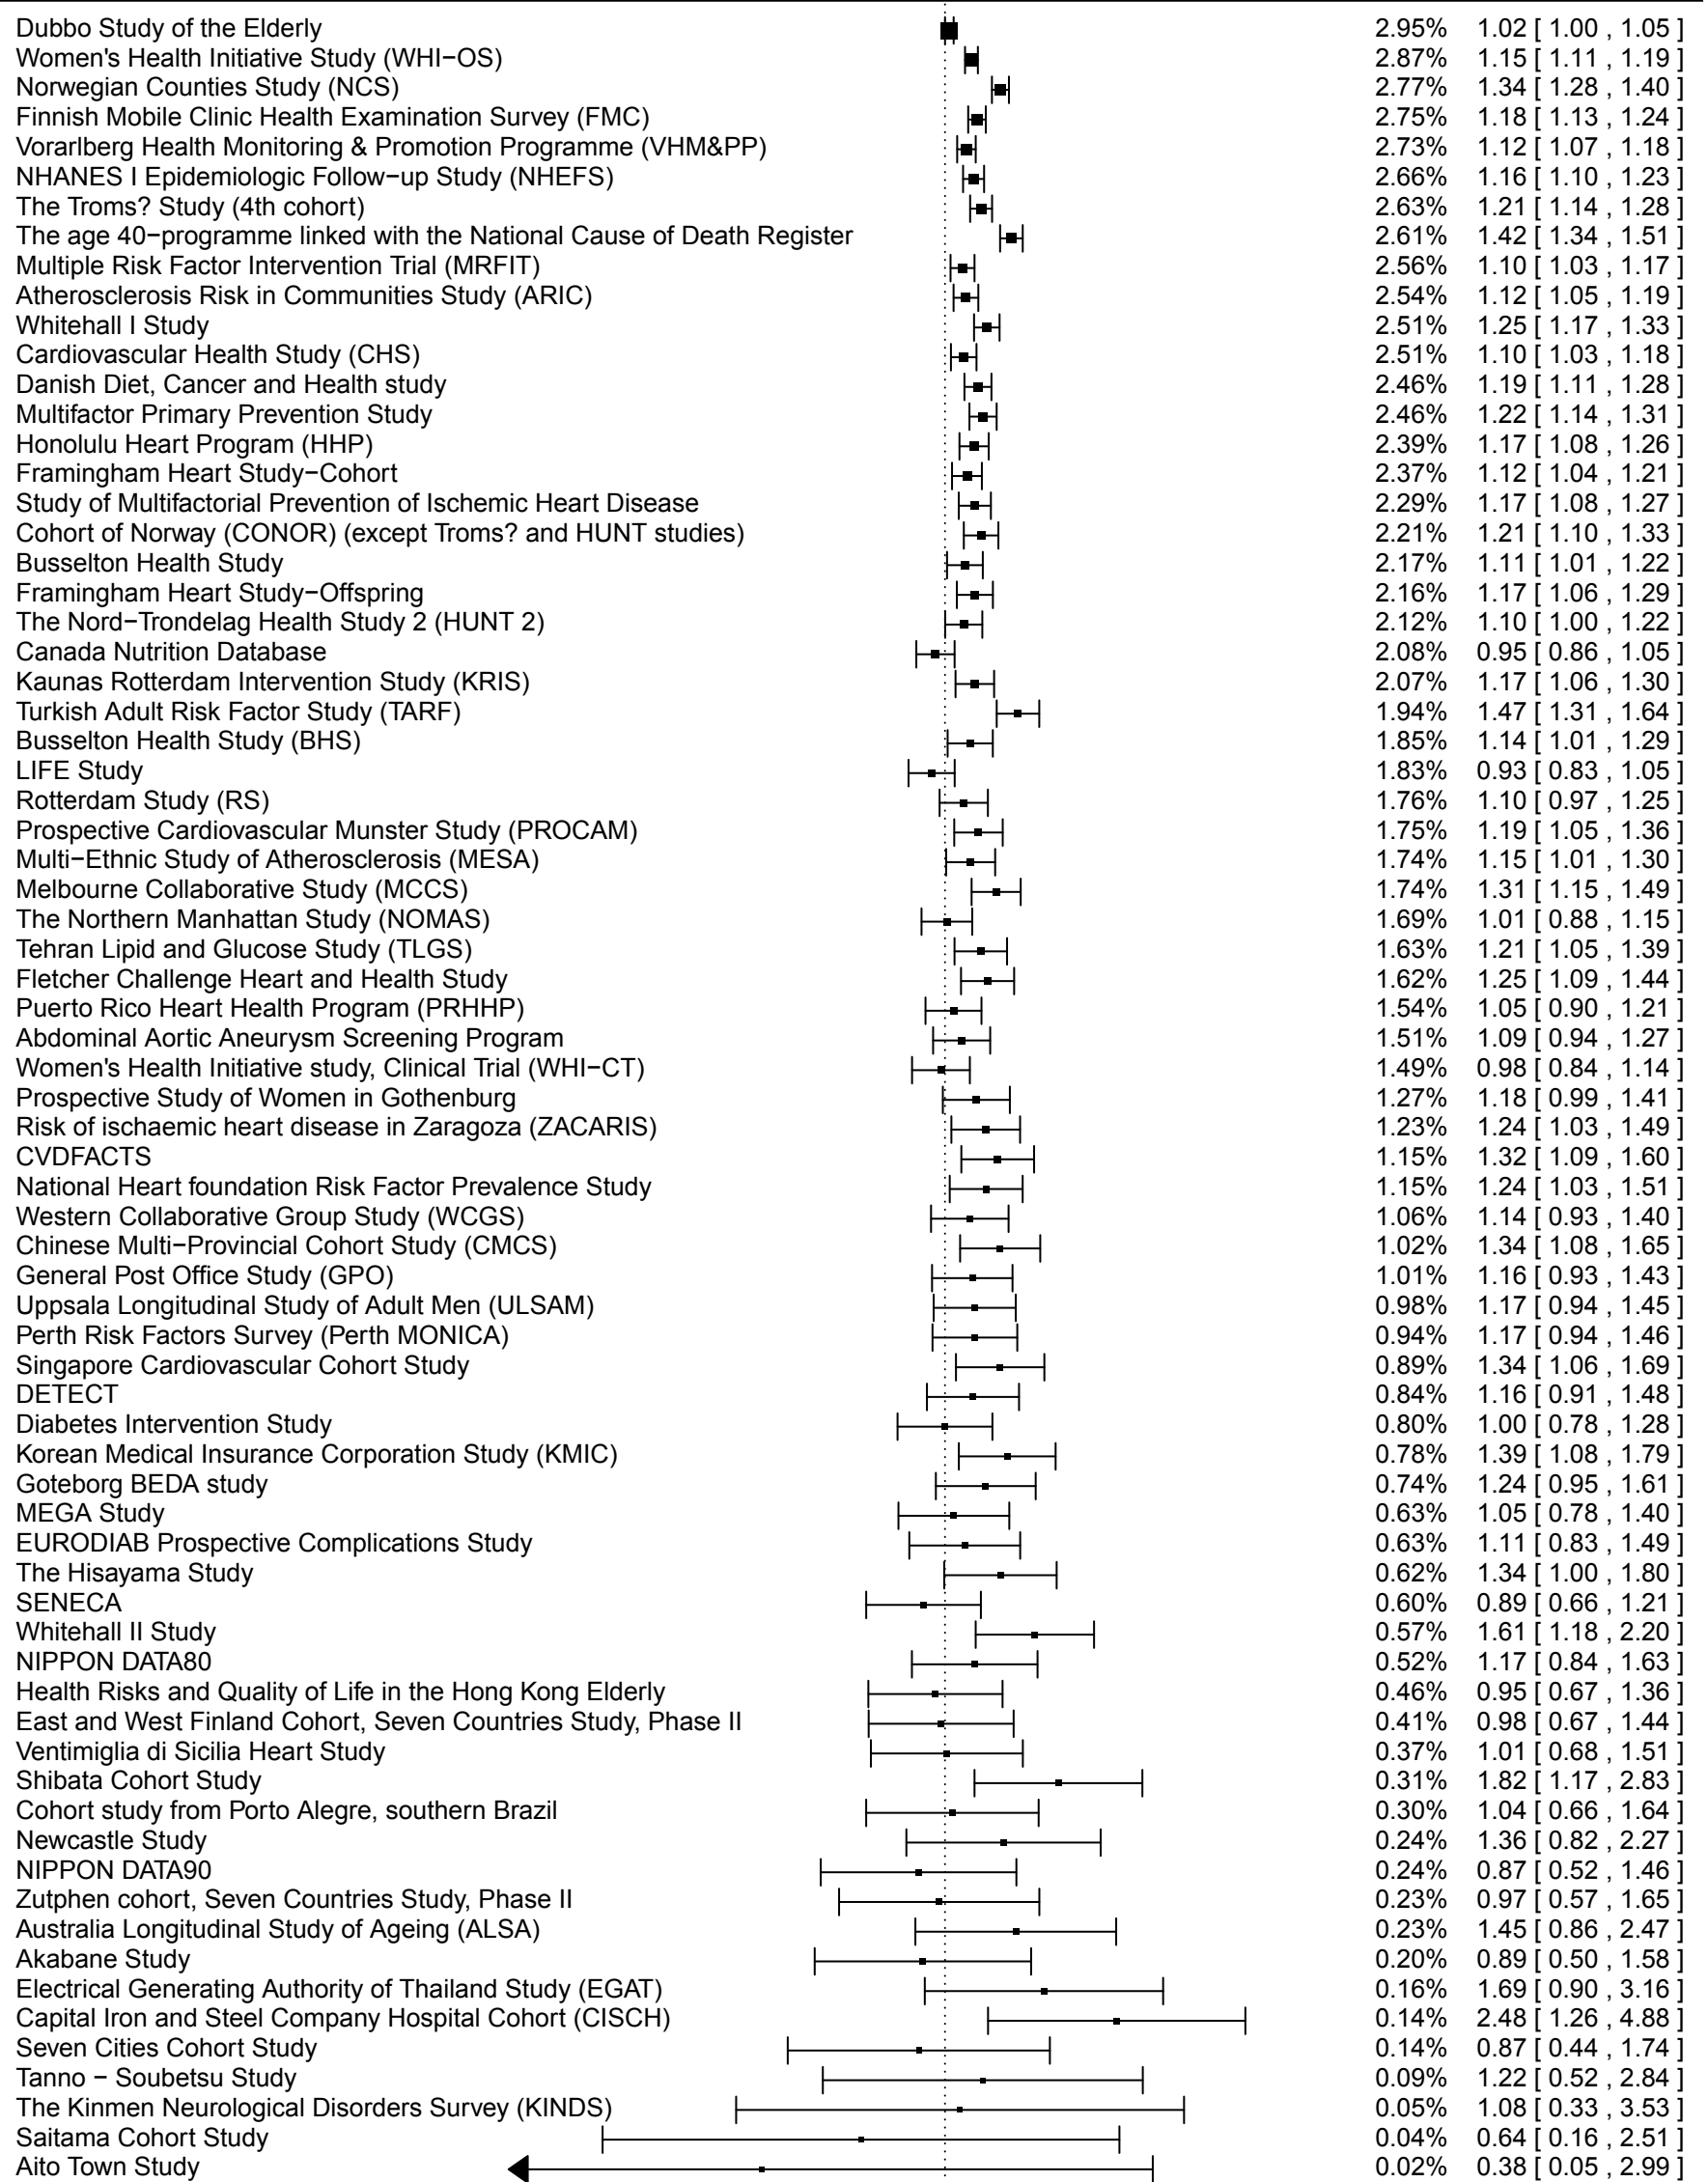 Dubbo Study of the Elderly 2.95% 1.02 [ 1.00 , 1.05 ]
Women's Health Initiative Study (WHI−OS) 2.87% 1.15 [ 1.11 , 1.19 ]
Norwegian Counties Study (NCS) 2.77% 1.34 [ 1.28 , 1.40 ]
Finnish Mobile Clinic Health Examination Survey (FMC) 2.75% 1.18 [ 1.13 , 1.24 ]
Vorarlberg Health Monitoring & Promotion Programme (VHM&PP) 2.73% 1.12 [ 1.07 , 1.18 ]
NHANES I Epidemiologic Follow−up Study (NHEFS) 2.66% 1.16 [ 1.10 , 1.23 ]
The Troms? Study (4th cohort) 2.63% 1.21 [ 1.14 , 1.28 ]
The age 40−programme linked with the National Cause of Death Register 2.61% 1.42 [ 1.34 , 1.51 ]
Multiple Risk Factor Intervention Trial (MRFIT) 2.56% 1.10 [ 1.03 , 1.17 ]
Atherosclerosis Risk in Communities Study (ARIC) 2.54% 1.12 [ 1.05 , 1.19 ]
Whitehall I Study 2.51% 1.25 [ 1.17 , 1.33 ]
Cardiovascular Health Study (CHS) 2.51% 1.10 [ 1.03 , 1.18 ]
Danish Diet, Cancer and Health study 2.46% 1.19 [ 1.11 , 1.28 ]
Multifactor Primary Prevention Study 2.46% 1.22 [ 1.14 , 1.31 ]
Honolulu Heart Program (HHP) 2.39% 1.17 [ 1.08 , 1.26 ]
Framingham Heart Study−Cohort 2.37% 1.12 [ 1.04 , 1.21 ]
Study of Multifactorial Prevention of Ischemic Heart Disease 2.29% 1.17 [ 1.08 , 1.27 ]
Cohort of Norway (CONOR) (except Troms? and HUNT studies) 2.21% 1.21 [ 1.10 , 1.33 ]
Busselton Health Study 2.17% 1.11 [ 1.01 , 1.22 ]
Framingham Heart Study−Offspring 2.16% 1.17 [ 1.06 , 1.29 ]
The Nord−Trondelag Health Study 2 (HUNT 2) 2.12% 1.10 [ 1.00 , 1.22 ]
Canada Nutrition Database 2.08% 0.95 [ 0.86 , 1.05 ]
Kaunas Rotterdam Intervention Study (KRIS) 2.07% 1.17 [ 1.06 , 1.30 ]
Turkish Adult Risk Factor Study (TARF) 1.94% 1.47 [ 1.31 , 1.64 ]
Busselton Health Study (BHS) 1.85% 1.14 [ 1.01 , 1.29 ]
LIFE Study 1.83% 0.93 [ 0.83 , 1.05 ]
Rotterdam Study (RS) 1.76% 1.10 [ 0.97 , 1.25 ]
Prospective Cardiovascular Munster Study (PROCAM) 1.75% 1.19 [ 1.05 , 1.36 ]
Multi−Ethnic Study of Atherosclerosis (MESA) 1.74% 1.15 [ 1.01 , 1.30 ]
Melbourne Collaborative Study (MCCS) 1.74% 1.31 [ 1.15 , 1.49 ]
The Northern Manhattan Study (NOMAS) 1.69% 1.01 [ 0.88 , 1.15 ]
Tehran Lipid and Glucose Study (TLGS) 1.63% 1.21 [ 1.05 , 1.39 ]
Fletcher Challenge Heart and Health Study 1.62% 1.25 [ 1.09 , 1.44 ]
Puerto Rico Heart Health Program (PRHHP) 1.54% 1.05 [ 0.90 , 1.21 ]
Abdominal Aortic Aneurysm Screening Program 1.51% 1.09 [ 0.94 , 1.27 ]
Women's Health Initiative study, Clinical Trial (WHI−CT) 1.49% 0.98 [ 0.84 , 1.14 ]
Prospective Study of Women in Gothenburg 1.27% 1.18 [ 0.99 , 1.41 ]
Risk of ischaemic heart disease in Zaragoza (ZACARIS) 1.23% 1.24 [ 1.03 , 1.49 ]
CVDFACTS 1.15% 1.32 [ 1.09 , 1.60 ]
National Heart foundation Risk Factor Prevalence Study 1.15% 1.24 [ 1.03 , 1.51 ]
Western Collaborative Group Study (WCGS) 1.06% 1.14 [ 0.93 , 1.40 ]
Chinese Multi−Provincial Cohort Study (CMCS) 1.02% 1.34 [ 1.08 , 1.65 ]
General Post Office Study (GPO) 1.01% 1.16 [ 0.93 , 1.43 ]
Uppsala Longitudinal Study of Adult Men (ULSAM) 0.98% 1.17 [ 0.94 , 1.45 ]
Perth Risk Factors Survey (Perth MONICA) 0.94% 1.17 [ 0.94 , 1.46 ]
Singapore Cardiovascular Cohort Study 0.89% 1.34 [ 1.06 , 1.69 ]
DETECT 0.84% 1.16 [ 0.91 , 1.48 ]
Diabetes Intervention Study 0.80% 1.00 [ 0.78 , 1.28 ]
Korean Medical Insurance Corporation Study (KMIC) 0.78% 1.39 [ 1.08 , 1.79 ]
Goteborg BEDA study 0.74% 1.24 [ 0.95 , 1.61 ]
MEGA Study 0.63% 1.05 [ 0.78 , 1.40 ]
EURODIAB Prospective Complications Study 0.63% 1.11 [ 0.83 , 1.49 ]
The Hisayama Study 0.62% 1.34 [ 1.00 , 1.80 ]
SENECA 0.60% 0.89 [ 0.66 , 1.21 ]
Whitehall II Study 0.57% 1.61 [ 1.18 , 2.20 ]
NIPPON DATA80 0.52% 1.17 [ 0.84 , 1.63 ]
Health Risks and Quality of Life in the Hong Kong Elderly 0.46% 0.95 [ 0.67 , 1.36 ]
East and West Finland Cohort, Seven Countries Study, Phase II 0.41% 0.98 [ 0.67 , 1.44 ]
Ventimiglia di Sicilia Heart Study 0.37% 1.01 [ 0.68 , 1.51 ]
Shibata Cohort Study 0.31% 1.82 [ 1.17 , 2.83 ]
Cohort study from Porto Alegre, southern Brazil 0.30% 1.04 [ 0.66 , 1.64 ]
Newcastle Study 0.24% 1.36 [ 0.82 , 2.27 ]
NIPPON DATA90 0.24% 0.87 [ 0.52 , 1.46 ]
Zutphen cohort, Seven Countries Study, Phase II 0.23% 0.97 [ 0.57 , 1.65 ]
Australia Longitudinal Study of Ageing (ALSA) 0.23% 1.45 [ 0.86 , 2.47 ]
Akabane Study 0.20% 0.89 [ 0.50 , 1.58 ]
Electrical Generating Authority of Thailand Study (EGAT) 0.16% 1.69 [ 0.90 , 3.16 ]
Capital Iron and Steel Company Hospital Cohort (CISCH) 0.14% 2.48 [ 1.26 , 4.88 ]
Seven Cities Cohort Study 0.14% 0.87 [ 0.44 , 1.74 ]
Tanno − Soubetsu Study 0.09% 1.22 [ 0.52 , 2.84 ]
The Kinmen Neurological Disorders Survey (KINDS) 0.05% 1.08 [ 0.33 , 3.53 ]
Saitama Cohort Study 0.04% 0.64 [ 0.16 , 2.51 ]
Aito Town Study 0.02% 0.38 [ 0.05 , 2.99 ]